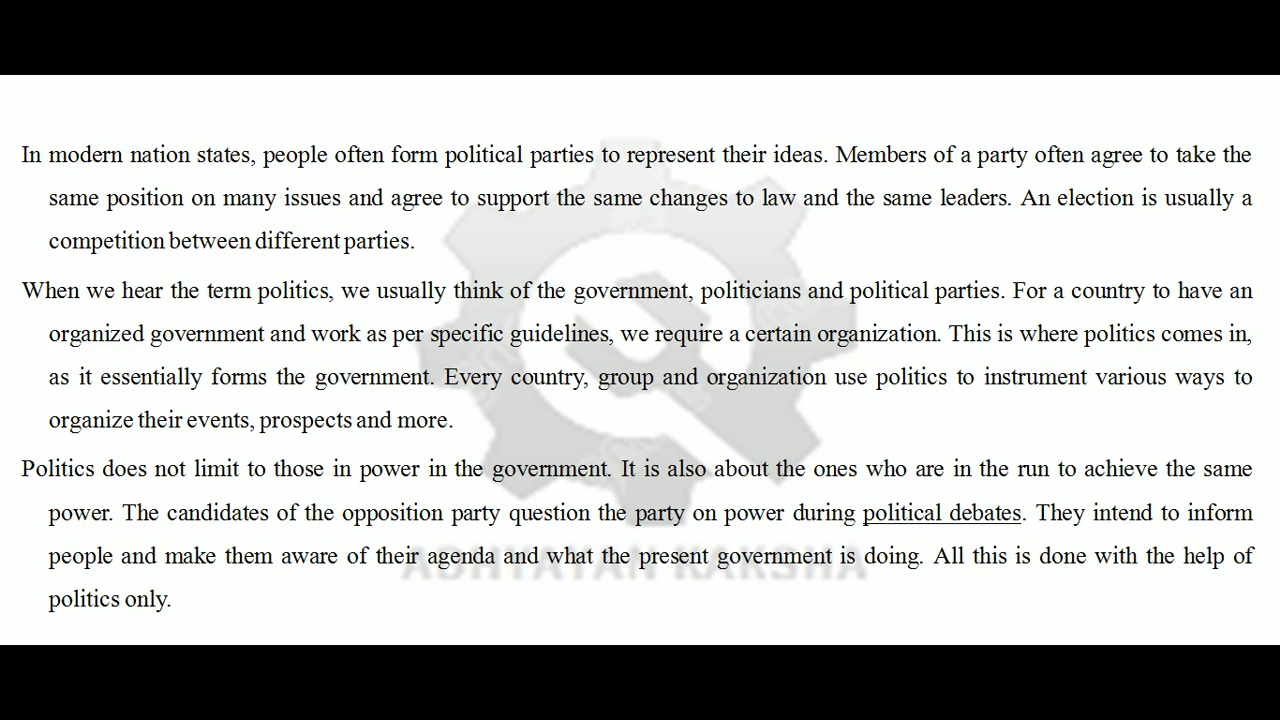 In modern nation states, people often form political parties to represent their ideas. Members of a party often agree to take the
same position on many issues and agree to support the same changes to law and the same leaders. An election is usually a
competition between different parties.
When we hear the term politics, we usually think of the government, politicians and political parties. For a country to have an
organized government and work as per specific guidelines, we require a certain organization. This is where politics comes in,
as it essentially forms the government. Every country, group and organization use politics to instrument various ways to
organize their events, prospects and more.
Politics does not limit to those in power in the government. It is also about the ones who are in the run to achieve the same
power. The candidates of the opposition party question the party on power during political debates. They intend to inform
people and make them aware of their agenda and what the present government is doing. All this is done with the help of
politics only.
ADHYAYAN KAKSHA